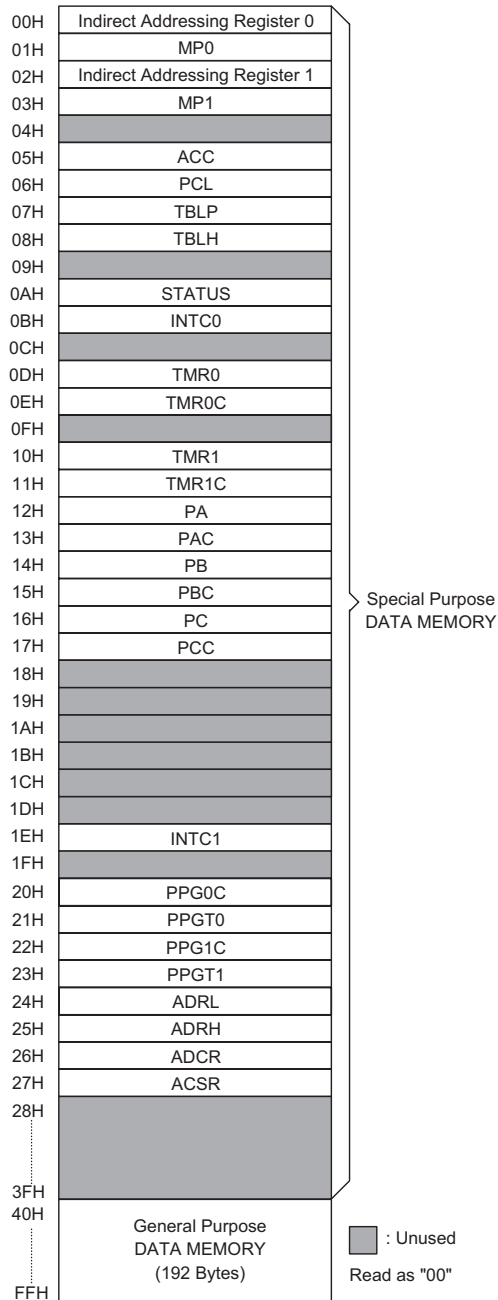 00H Indirect Addressing Register 0
01H MP0
02H Indirect Addressing Register 1
03H MP1
04H
05H ACC
06H PCL
07H TBLP
08H TBLH
09H
0AH STATUS
0BH INTC0
0CH
0DH TMR0
0EH TMR0C
0FH
10H TMR1
11H TMR1C
12H PA
13H PAC
14H PB
15H PBC
16H PC
17H PCC
Special Purpose
DATA MEMORY
18H
19H
1AH
1BH
1CH
1DH
1EH INTC1
1FH
20H PPG0C
21H PPGT0
22H PPG1C
23H PPGT1
24H ADRL
25H ADRH
26H ADCR
27H ACSR
28H
3FH
40H
General Purpose
DATA MEMORY
(192 Bytes)
FFH
: Unused
Read as "00"